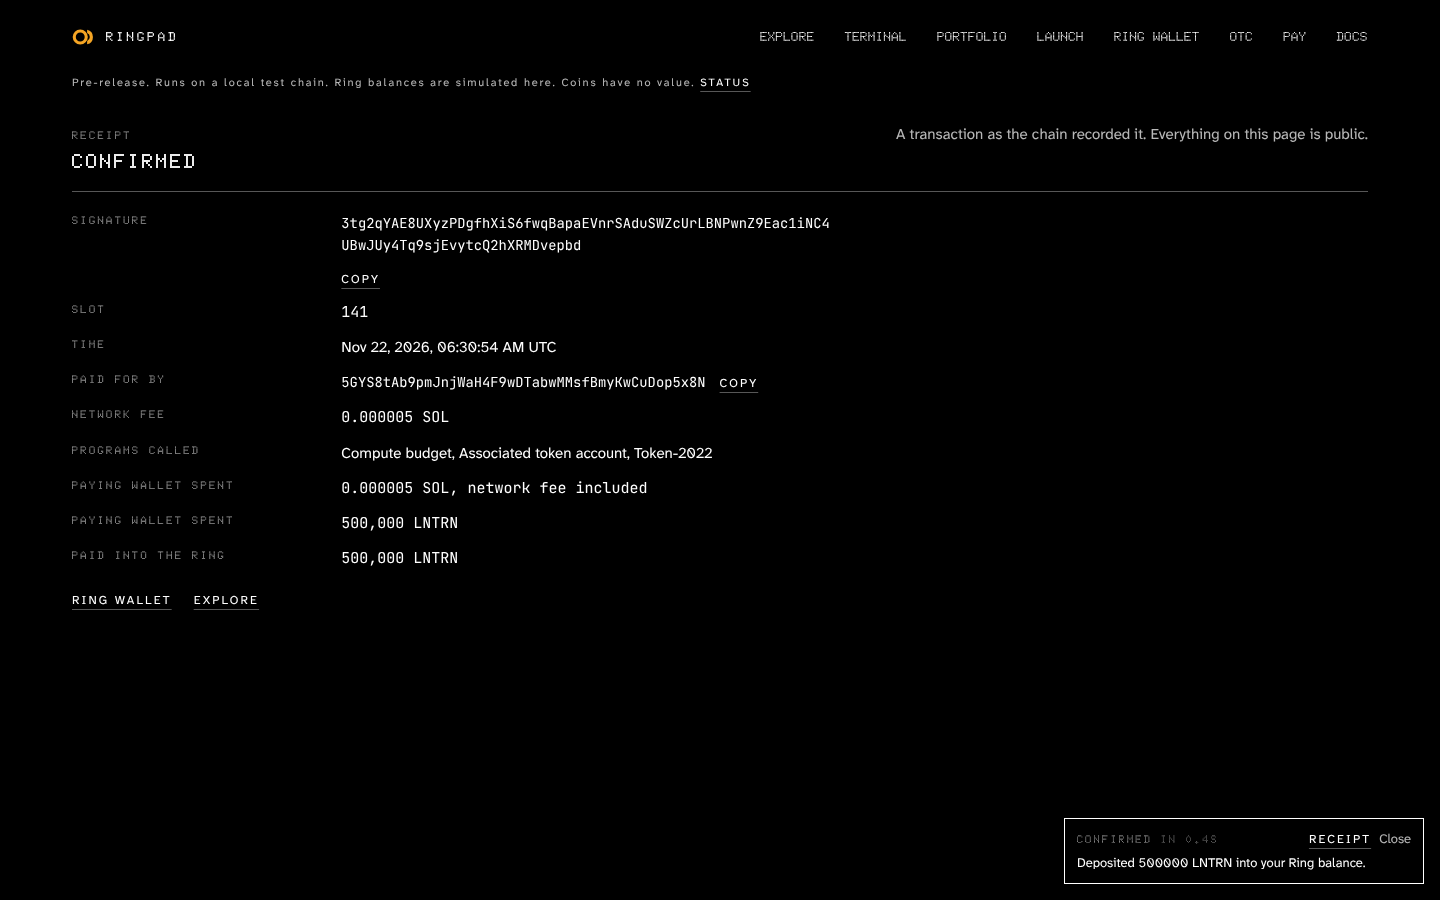 RINGPAD
EXPLORE TERMINAL PORTFOLIO LAUNCH RING WALLET OTC PAY DOCS
Pre-release. Runs on a local test chain. Ring balances are simulated here. Coins have no value. STATUS
RECEIPT
CONFIRMED
A transaction as the chain recorded it. Everything on this page is public.
SIGNATURE
3tg2qYAE8UXyzPDgfhXiS6fwqBapaEVnrSAduSWZcUrLBNPwnZ9Eac1iNC4
UBwJUy4Tq9sjEvytcQ2hXRMDvepbd
COPY
SLOT 141
TIME Nov 22, 2026, 06:30:54 AM UTC
PAID FOR BY 5GYS8tAb9pmJnjWaH4F9wDTabwMMsfBmyKwCuDop5x8N COPY
NETWORK FEE 0.000005 SOL
PROGRAMS CALLED Compute budget, Associated token account, Token-2022
PAYING WALLET SPENT 0.000005 SOL, network fee included
PAYING WALLET SPENT 500,000 LNTRN
PAID INTO THE RING 500,000 LNTRN
RING WALLET EXPLORE
CONFIRMED IN 0.4S RECEIPT Close
Deposited 500000 LNTRN into your Ring balance.